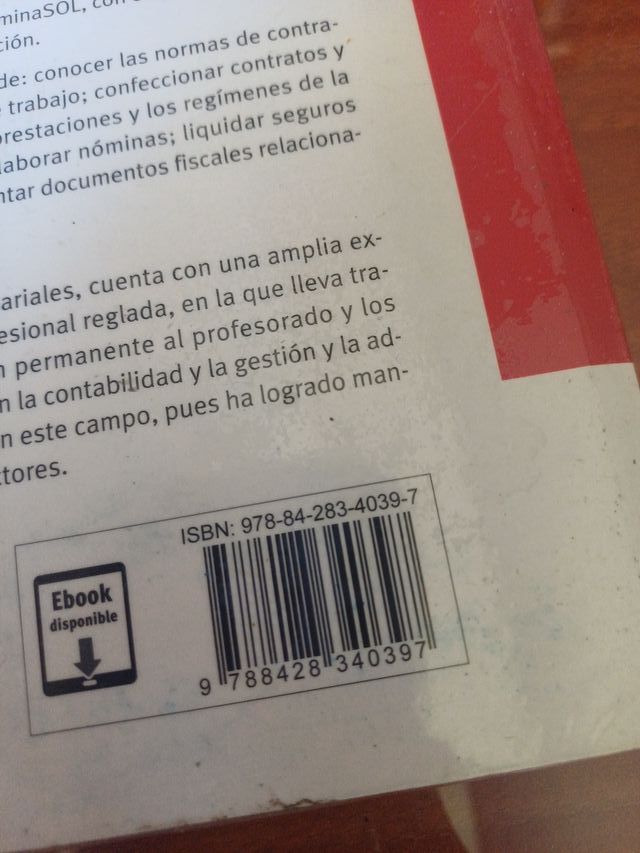 minaSOL, con
ción.
de: conocer las normas de contra-
trabajo; confeccionar contratos y
prestaciones y los regímenes de la
laborar nóminas; liquidar seguros
ntar documentos fiscales relaciona-
ariales, cuenta con una amplia ex-
esional reglada, en la que lleva tra-
n permanente al profesorado y los
n la contabilidad y la gestión y la ad-
n este campo, pues ha logrado man-
ctores.
ISBN: 978-84-283-4039-7
Ebook
disponible
9 788428 340397